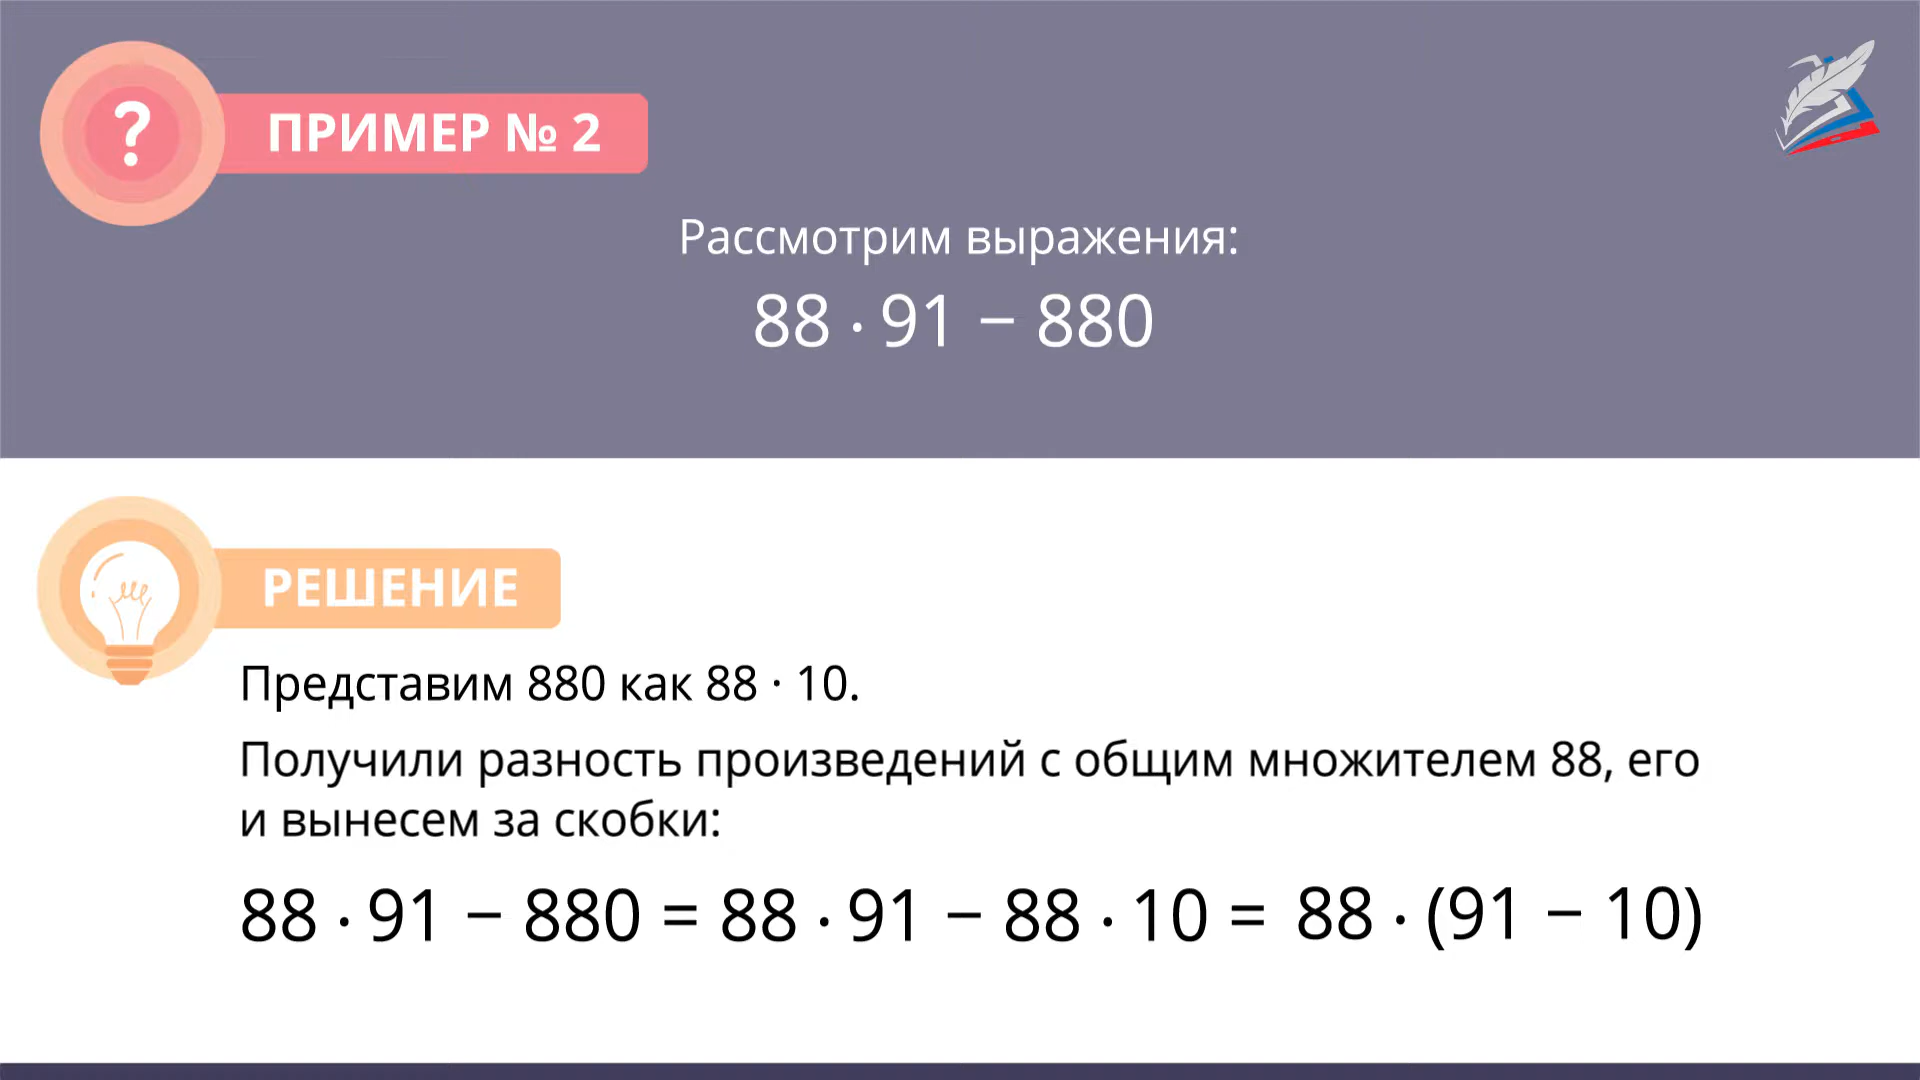 ?
ПРИМЕР № 2
Рассмотрим выражения:
88 · 91 − 880
РЕШЕНИЕ
Представим 880 как 88 · 10.
Получили разность произведений с общим множителем 88, его
и вынесем за скобки:
88 · 91 − 880 = 88 · 91 − 88 · 10 = 88 · (91 − 10)